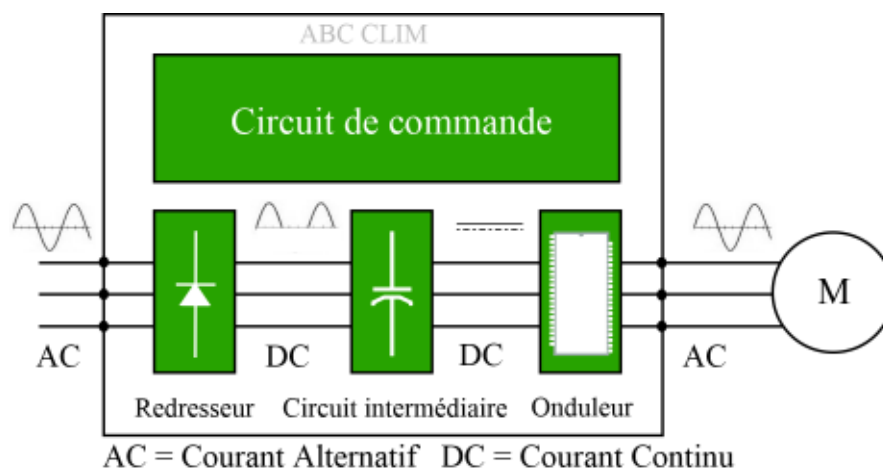 ABC CLIM
Circuit de commande
M
AC
DC
DC
AC
Redresseur
Circuit intermédiaire
Onduleur
AC = Courant Alternatif DC = Courant Continu